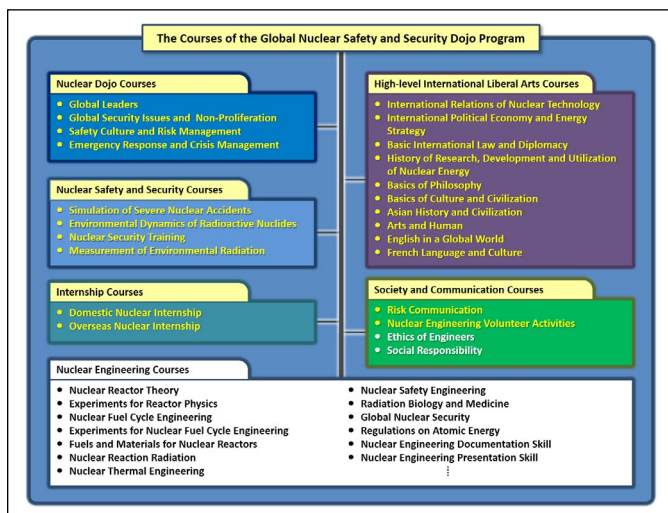 The Courses of the Global Nuclear Safety and Security Dojo Program
Nuclear Dojo Courses
• Global Leaders
• Global Security Issues and Non-Proliferation
• Safety Culture and Risk Management
• Emergency Response and Crisis Management
Nuclear Safety and Security Courses
• Simulation of Severe Nuclear Accidents
• Environmental Dynamics of Radioactive Nuclides
• Nuclear Security Training
• Measurement of Environmental Radiation
Internship Courses
• Domestic Nuclear Internship
• Overseas Nuclear Internship
High-level International Liberal Arts Courses
• International Relations of Nuclear Technology
• International Political Economy and Energy
Strategy
• Basic International Law and Diplomacy
• History of Research, Development and Utilization
of Nuclear Energy
• Basics of Philosophy
• Basics of Culture and Civilization
• Asian History and Civilization
• Arts and Human
• English in a Global World
• French Language and Culture
Society and Communication Courses
• Risk Communication
• Nuclear Engineering Volunteer Activities
• Ethics of Engineers
• Social Responsibility
Nuclear Engineering Courses
• Nuclear Reactor Theory
• Experiments for Reactor Physics
• Nuclear Fuel Cycle Engineering
• Experiments for Nuclear Fuel Cycle Engineering
• Fuels and Materials for Nuclear Reactors
• Nuclear Reaction Radiation
• Nuclear Thermal Engineering
• Nuclear Safety Engineering
• Radiation Biology and Medicine
• Global Nuclear Security
• Regulations on Atomic Energy
• Nuclear Engineering Documentation Skill
• Nuclear Engineering Presentation Skill
⋮